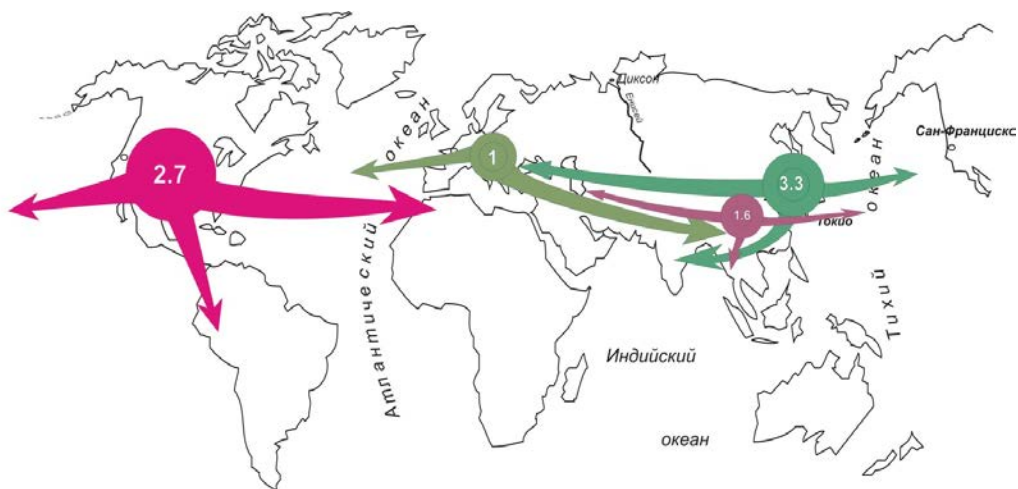 Диксон
Енисей
океан
Сан-Франциско
2.7
1
3.3
океан
1.6
Токио
Атлантический
Тихий
Индийский
океан